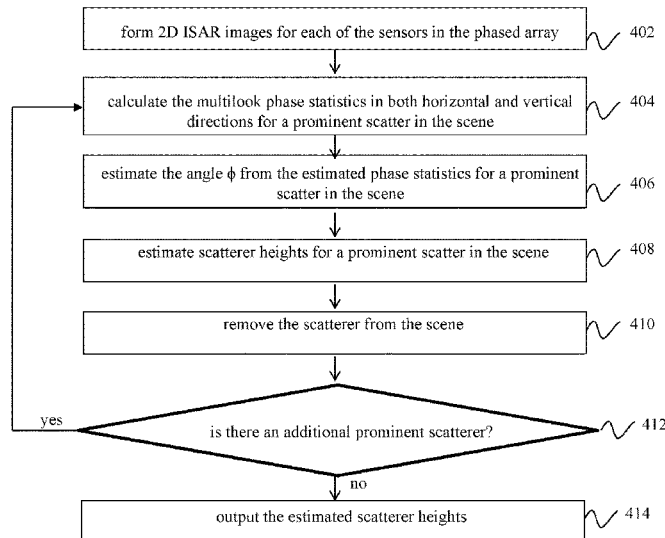 form 2D ISAR images for each of the sensors in the phased array
402
calculate the multilook phase statistics in both horizontal and vertical
directions for a prominent scatter in the scene
404
estimate the angle ϕ from the estimated phase statistics for a prominent
scatter in the scene
406
estimate scatterer heights for a prominent scatter in the scene
408
remove the scatterer from the scene
410
yes
is there an additional prominent scatterer?
412
no
output the estimated scatterer heights
414